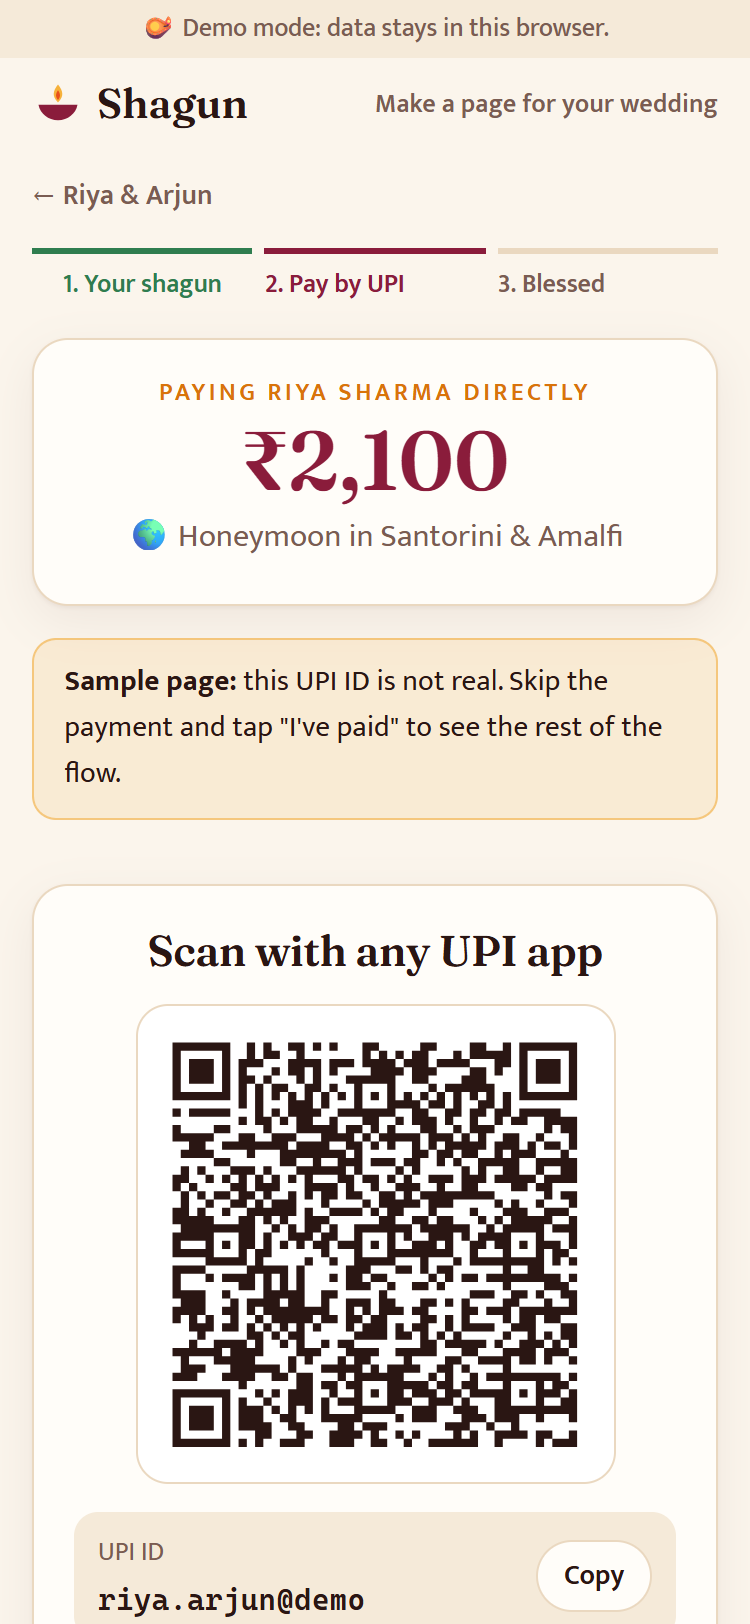 Demo mode: data stays in this browser.
Shagun
Make a page for your wedding
← Riya & Arjun
1. Your shagun
2. Pay by UPI
3. Blessed
PAYING RIYA SHARMA DIRECTLY
₹2,100
Honeymoon in Santorini & Amalfi
Sample page: this UPI ID is not real. Skip the
payment and tap "I've paid" to see the rest of the
flow.
Scan with any UPI app
UPI ID
Copy
riya.arjun@demo